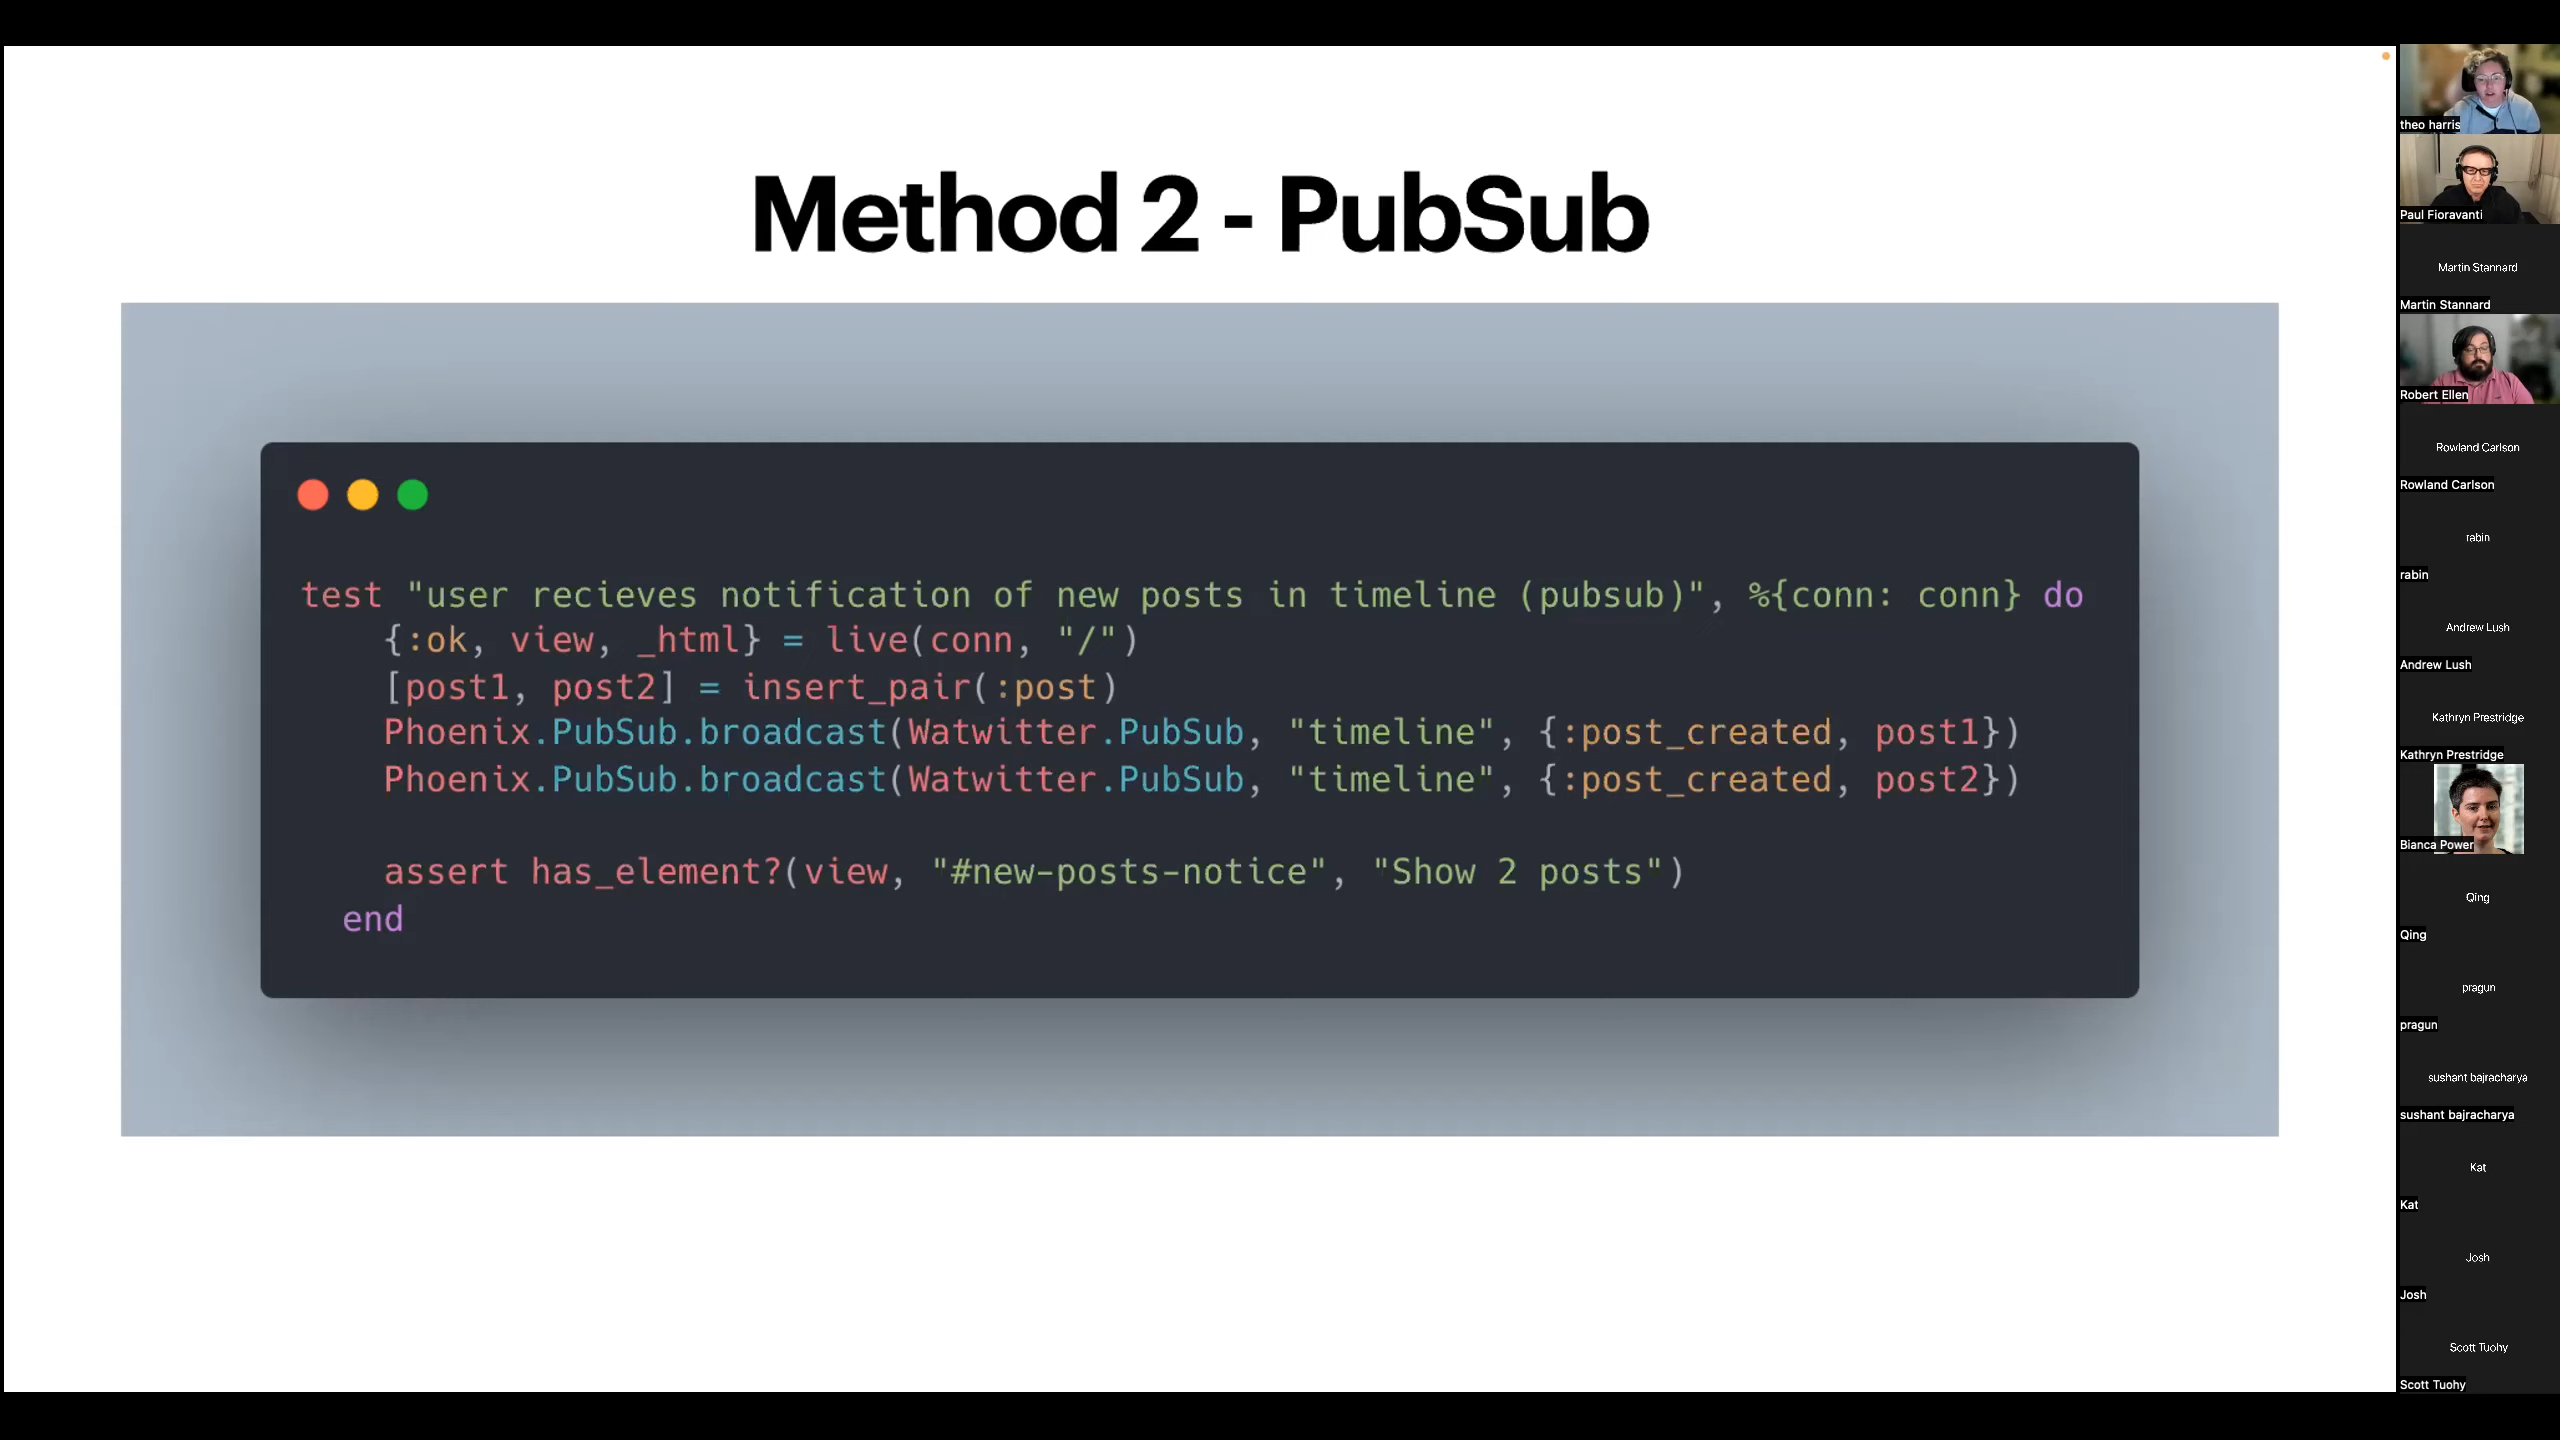 Method 2 - PubSub
test "user recieves notification of new posts in timeline (pubsub)", %{conn: conn} do
{:ok, view, _html} = live(conn, "/")
[post1, post2] = insert_pair(:post)
Phoenix.PubSub.broadcast(Watwitter.PubSub, "timeline", {:post_created, post1})
Phoenix.PubSub.broadcast(Watwitter.PubSub, "timeline", {:post_created, post2})
assert has_element?(view, "#new-posts-notice", "Show 2 posts")
end
theo harris
Paul Fioravanti
Martin Stannard
Martin Stannard
Robert Ellen
Rowland Carlson
Rowland Carlson
rabin
rabin
Andrew Lush
Andrew Lush
Kathryn Prestridge
Kathryn Prestridge
Bianca Power
Qing
Qing
pragun
pragun
sushant bajracharya
sushant bajracharya
Kat
Kat
Josh
Josh
Scott Tuohy
Scott Tuohy